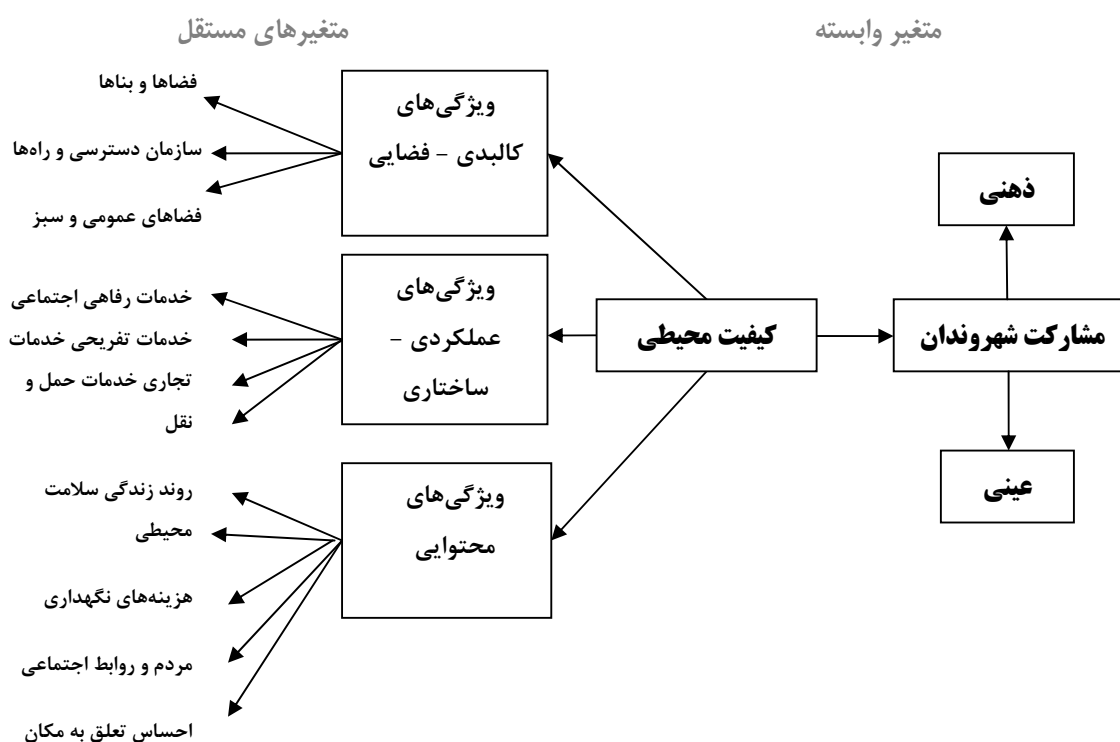 متغیر وابسته
متغیرهای مستقل
ذهنی
مشارکت شهروندان
عینی
کیفیت محیطی
ویژگی‌های
کالبدی - فضایی
فضاها و بناها
سازمان دسترسی و راه‌ها
فضاهای عمومی و سبز
ویژگی‌های
عملکردی -
ساختاری
خدمات رفاهی اجتماعی
خدمات تفریحی خدمات
تجاری خدمات حمل و
نقل
ویژگی‌های
محتوایی
روند زندگی سلامت
محیطی
هزینه‌های نگهداری
مردم و روابط اجتماعی
احساس تعلق به مکان